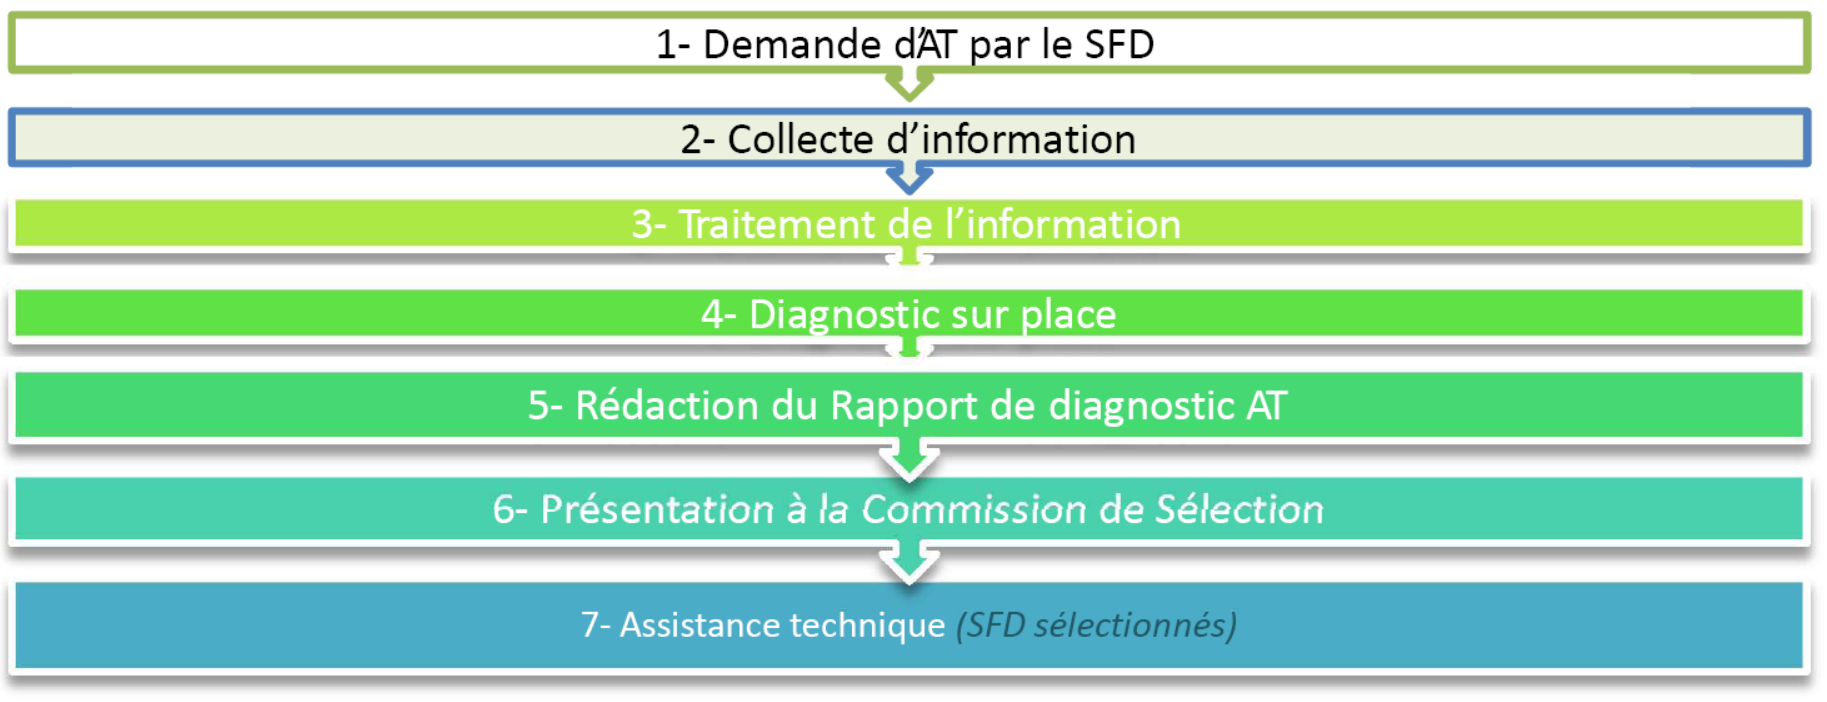 1- Demande d’AT par le SFD
2- Collecte d’information
3- Traitement de l’information
4- Diagnostic sur place
5- Rédaction du Rapport de diagnostic AT
6- Présentation à la Commission de Sélection
7- Assistance technique (SFD sélectionnés)